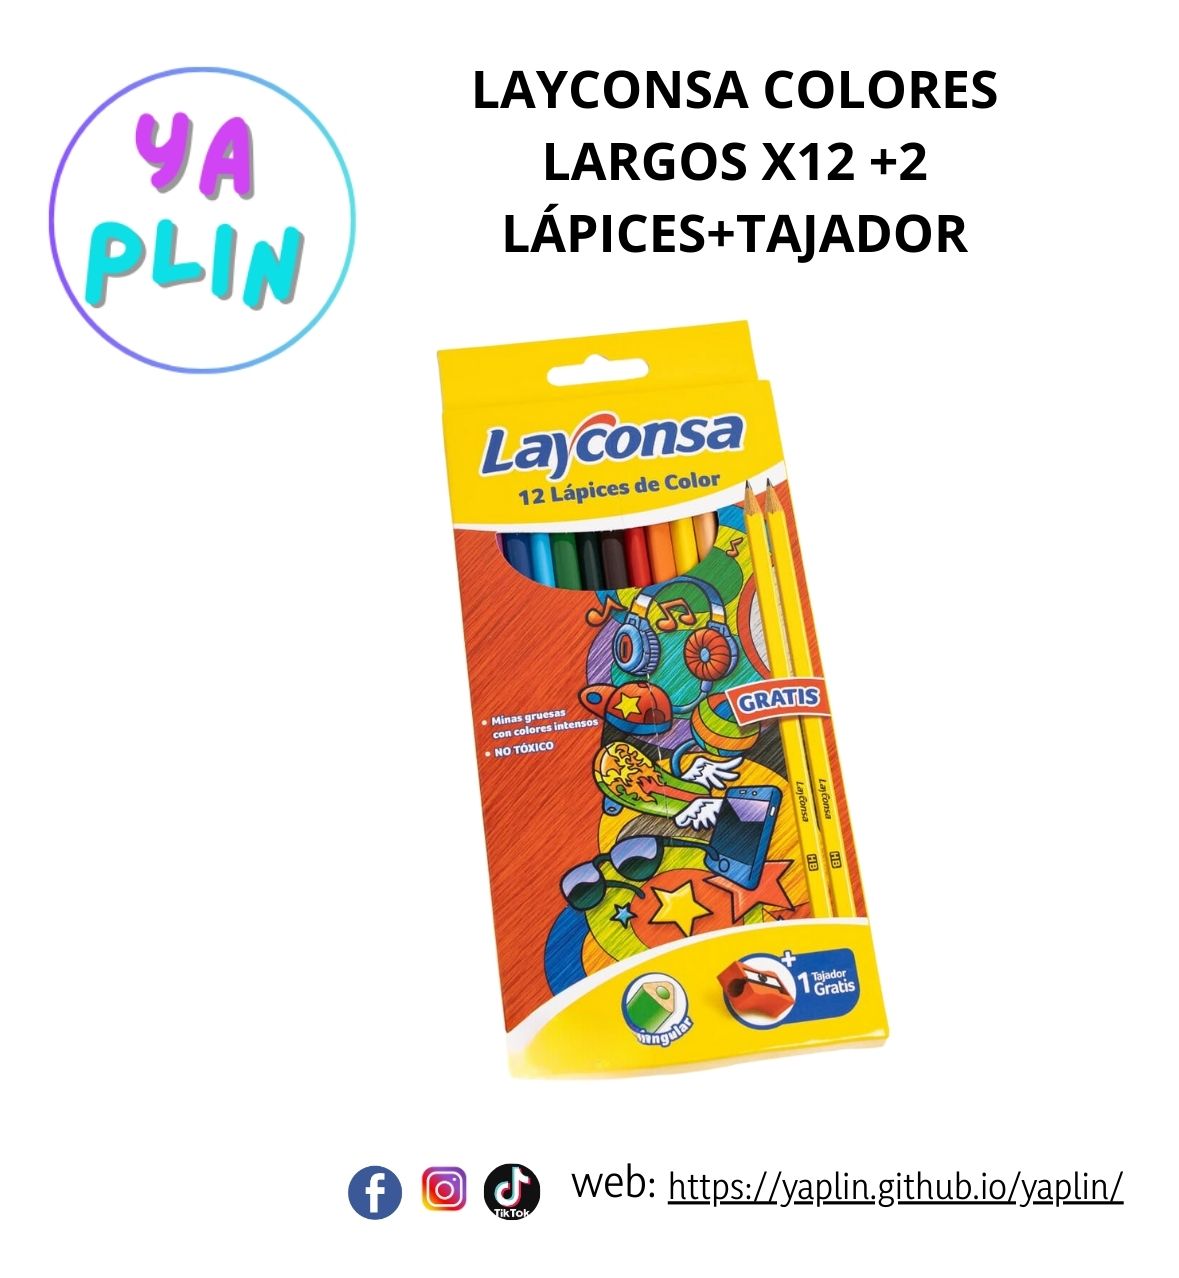 YA
PLIN
LAYCONSA COLORES
LARGOS X12 +2
LÁPICES+TAJADOR
Layconsa
12 Lápices de Color
• Minas gruesas
con colores intensos
• NO TÓXICO
GRATIS
Layconsa HB
Layconsa HB
+
1 Tajador
Gratis
TikTok
web: https://yaplin.github.io/yaplin/